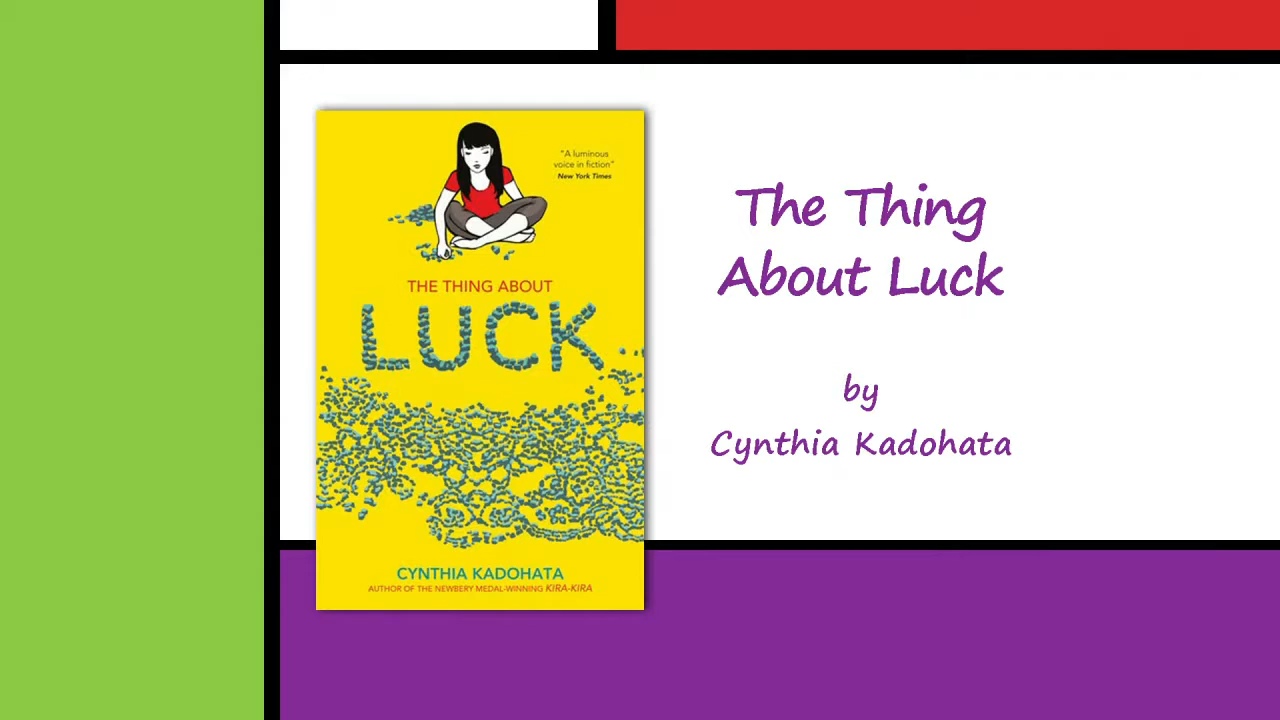 "A luminous
voice in fiction"
New York Times
THE THING ABOUT
LUCK
CYNTHIA KADOHATA
AUTHOR OF THE NEWBERY MEDAL-WINNING KIRA-KIRA
The Thing
About Luck
by
Cynthia Kadohata